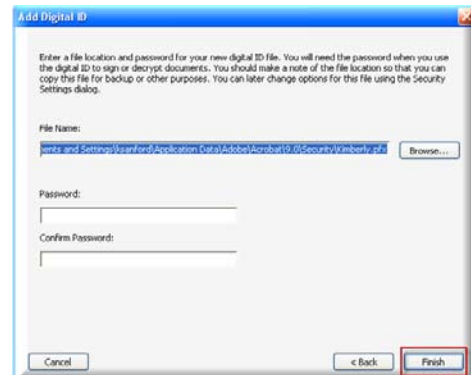 Add Digital ID
Enter a file location and password for your new digital ID file. You will need the password when you use
the digital ID to sign or decrypt documents. You should make a note of the file location so that you can
copy this file for backup or other purposes. You can later change options for this file using the Security
Settings dialog.
File Name:
ents and Settings\ksanford\Application Data\Adobe\Acrobat\9.0\Security\Kimberly.pfx
Browse...
Password:
Confirm Password:
Cancel
< Back
Finish